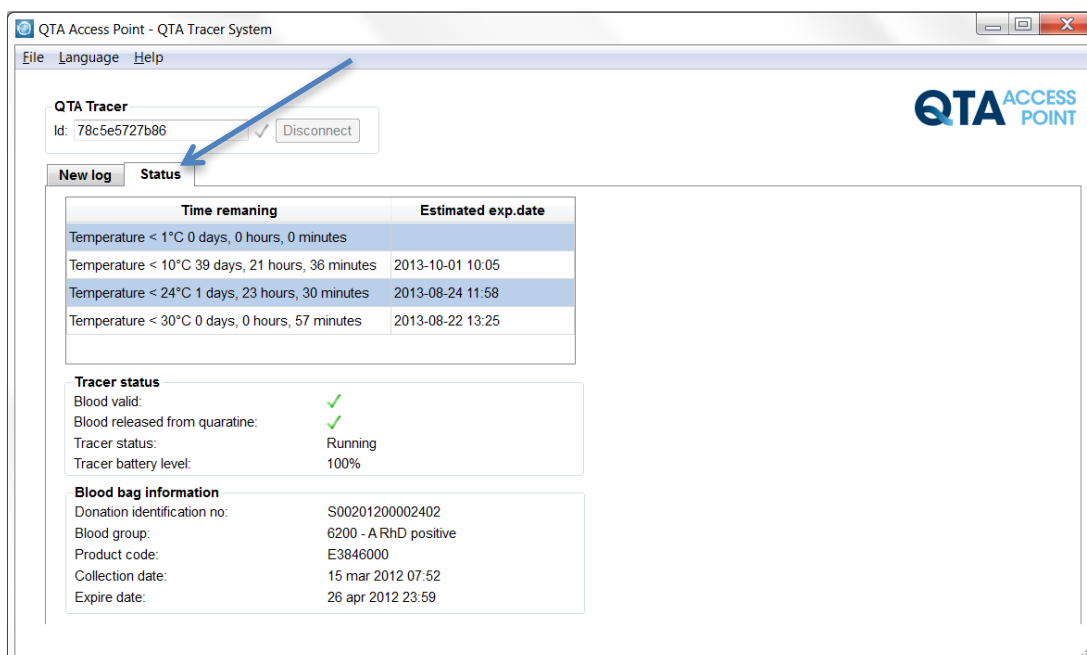 QTA Access Point - QTA Tracer System
File Language Help
QTA ACCESS POINT
QTA Tracer
Id: 78c5e5727b86 Disconnect
New log Status
Time remaning Estimated exp.date
Temperature < 1°C 0 days, 0 hours, 0 minutes
Temperature < 10°C 39 days, 21 hours, 36 minutes 2013-10-01 10:05
Temperature < 24°C 1 days, 23 hours, 30 minutes 2013-08-24 11:58
Temperature < 30°C 0 days, 0 hours, 57 minutes 2013-08-22 13:25
Tracer status
Blood valid:
Blood released from quaratine:
Tracer status: Running
Tracer battery level: 100%
Blood bag information
Donation identification no: S00201200002402
Blood group: 6200 - A RhD positive
Product code: E3846000
Collection date: 15 mar 2012 07:52
Expire date: 26 apr 2012 23:59